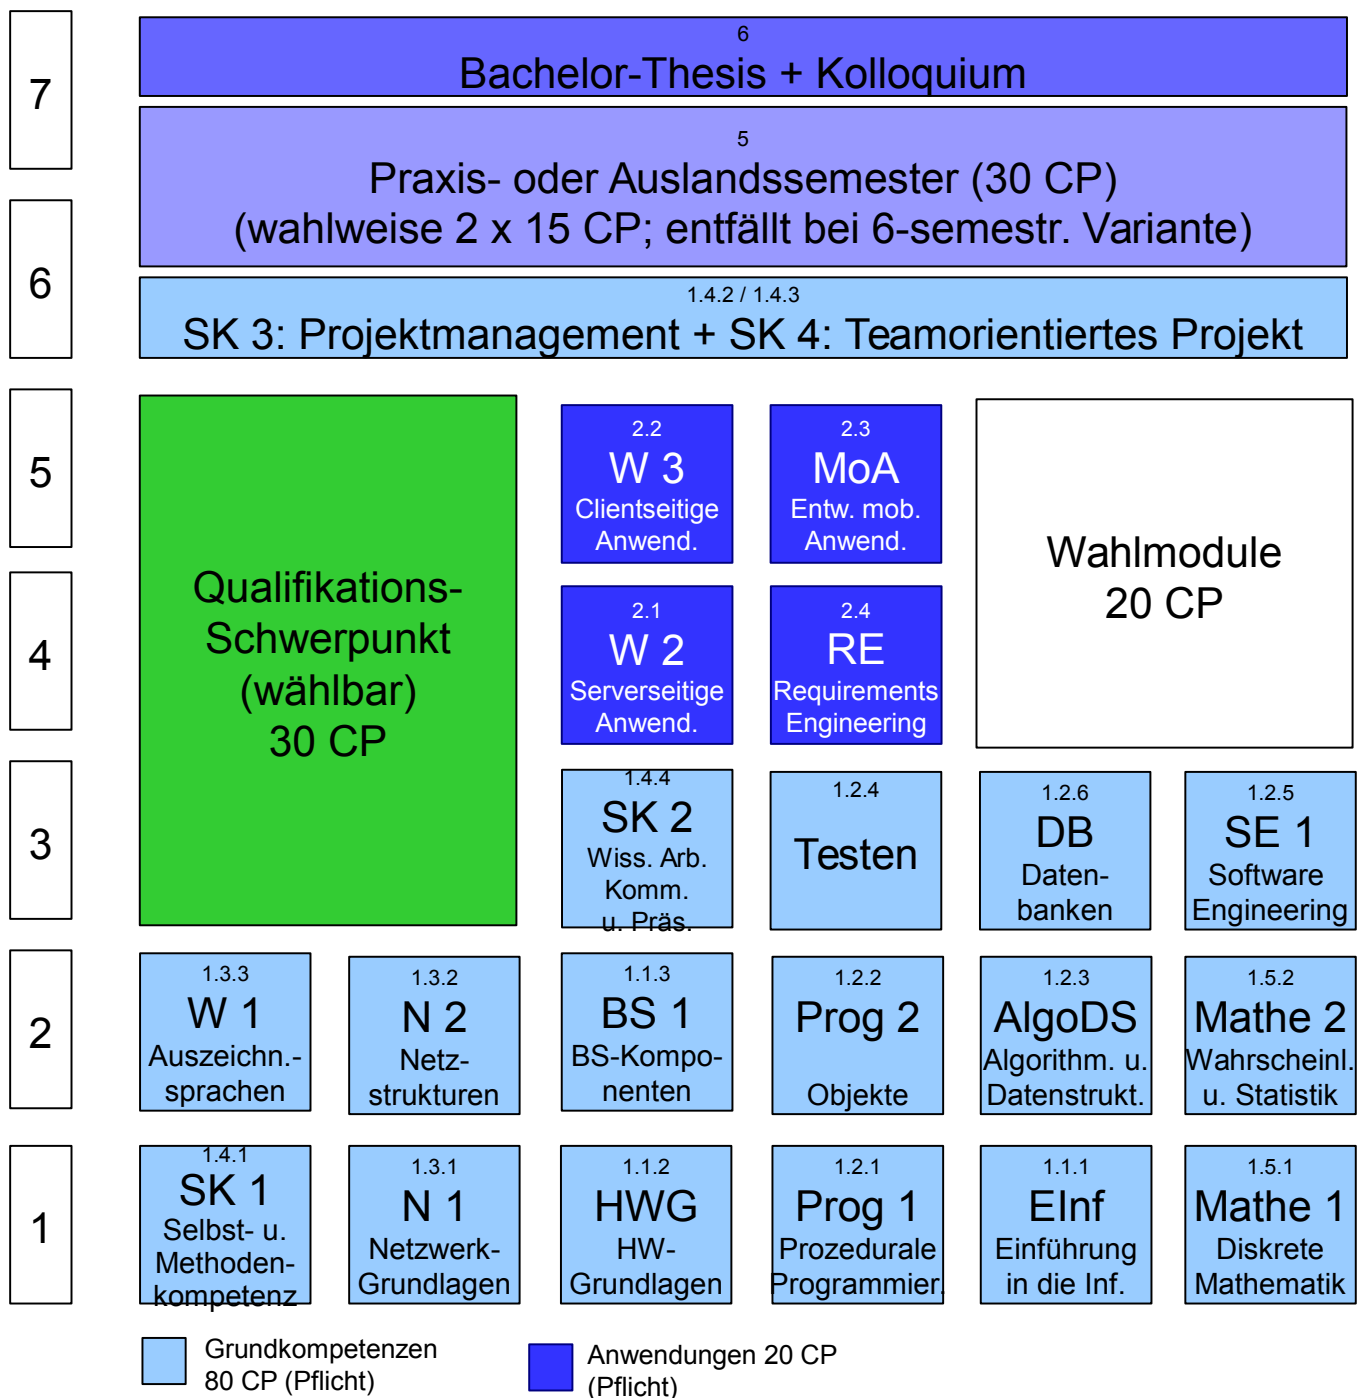 7
6
Bachelor-Thesis + Kolloquium
5
Praxis- oder Auslandssemester (30 CP)
(wahlweise 2 x 15 CP; entfällt bei 6-semestr. Variante)
6
1.4.2 / 1.4.3
SK 3: Projektmanagement + SK 4: Teamorientiertes Projekt
5
4
3
Qualifikations-
Schwerpunkt
(wählbar)
30 CP
2.2
W 3
Clientseitige
Anwend.
2.3
MoA
Entw. mob.
Anwend.
Wahlmodule
20 CP
2.1
W 2
Serverseitige
Anwend.
2.4
RE
Requirements
Engineering
1.4.4
SK 2
Wiss. Arb.
Komm.
u. Präs.
1.2.4
Testen
1.2.6
DB
Daten-
banken
1.2.5
SE 1
Software
Engineering
2
1.3.3
W 1
Auszeichn.-
sprachen
1.3.2
N 2
Netz-
strukturen
1.1.3
BS 1
BS-Kompo-
nenten
1.2.2
Prog 2
Objekte
1.2.3
AlgoDS
Algorithm. u.
Datenstrukt.
1.5.2
Mathe 2
Wahrscheinl.
u. Statistik
1
1.4.1
SK 1
Selbst- u.
Methoden-
kompetenz
1.3.1
N 1
Netzwerk-
Grundlagen
1.1.2
HWG
HW-
Grundlagen
1.2.1
Prog 1
Prozedurale
Programmier.
1.1.1
EInf
Einführung
in die Inf.
1.5.1
Mathe 1
Diskrete
Mathematik
Grundkompetenzen
80 CP (Pflicht)
Anwendungen 20 CP
(Pflicht)